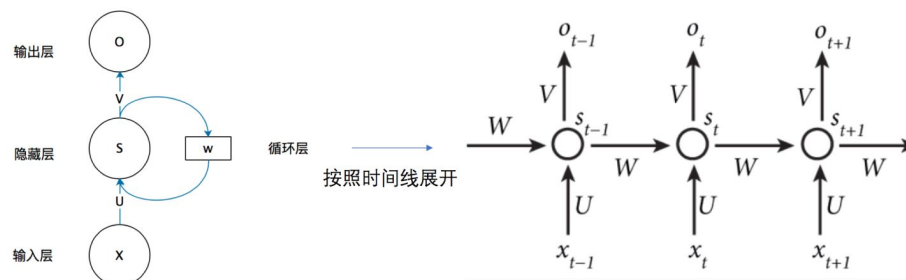 输出层
O
V
隐藏层
S
w
循环层
U
输入层
X
按照时间线展开
o_{t-1} o_t o_{t+1}
V V V
W s_{t-1} s_t s_{t+1}
W W W
U U U
x_{t-1} x_t x_{t+1}